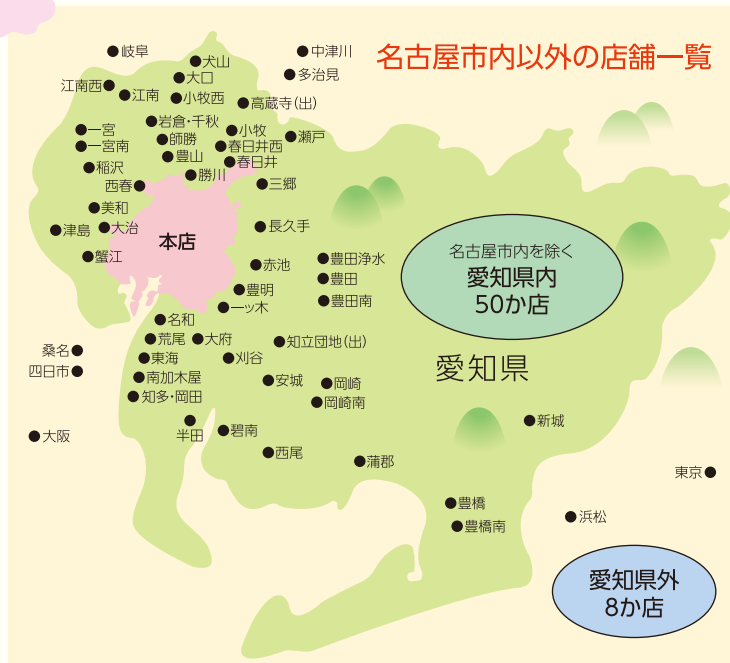 名古屋市内以外の店舗一覧
岐阜
中津川
犬山
多治見
大口
江南西
江南
小牧西
高蔵寺(出)
岩倉・千秋
一宮
小牧
瀬戸
師勝
一宮南
春日井西
豊山
春日井
稲沢
勝川
西春
三郷
美和
津島
大治
長久手
本店
蟹江
赤池
豊田浄水
豊田
豊明
豊田南
一ッ木
名古屋市内を除く
愛知県内
50か店
名和
荒尾
大府
知立団地(出)
桑名
東海
刈谷
四日市
南加木屋
安城
岡崎
愛知県
知多・岡田
岡崎南
半田
碧南
新城
大阪
西尾
蒲郡
東京
豊橋
豊橋南
浜松
愛知県外
8か店